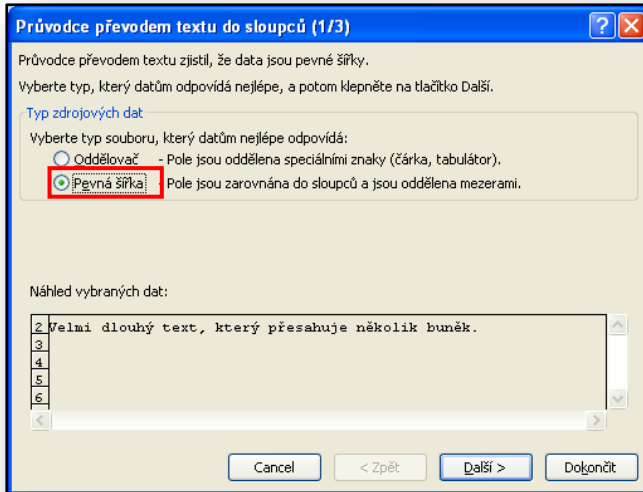 Průvodce převodem textu do sloupců (1/3)
Průvodce převodem textu zjistil, že data jsou pevné šířky.
Vyberte typ, který datům odpovídá nejlépe, a potom klepněte na tlačítko Další.
Typ zdrojových dat
Vyberte typ souboru, který datům nejlépe odpovídá:
Oddělovač - Pole jsou oddělena speciálními znaky (čárka, tabulátor).
Pevná šířka - Pole jsou zarovnána do sloupců a jsou oddělena mezerami.
Náhled vybraných dat:
2 Velmi dlouhý text, který přesahuje několik buněk.
3
4
5
6
Cancel < Zpět Další > Dokončit